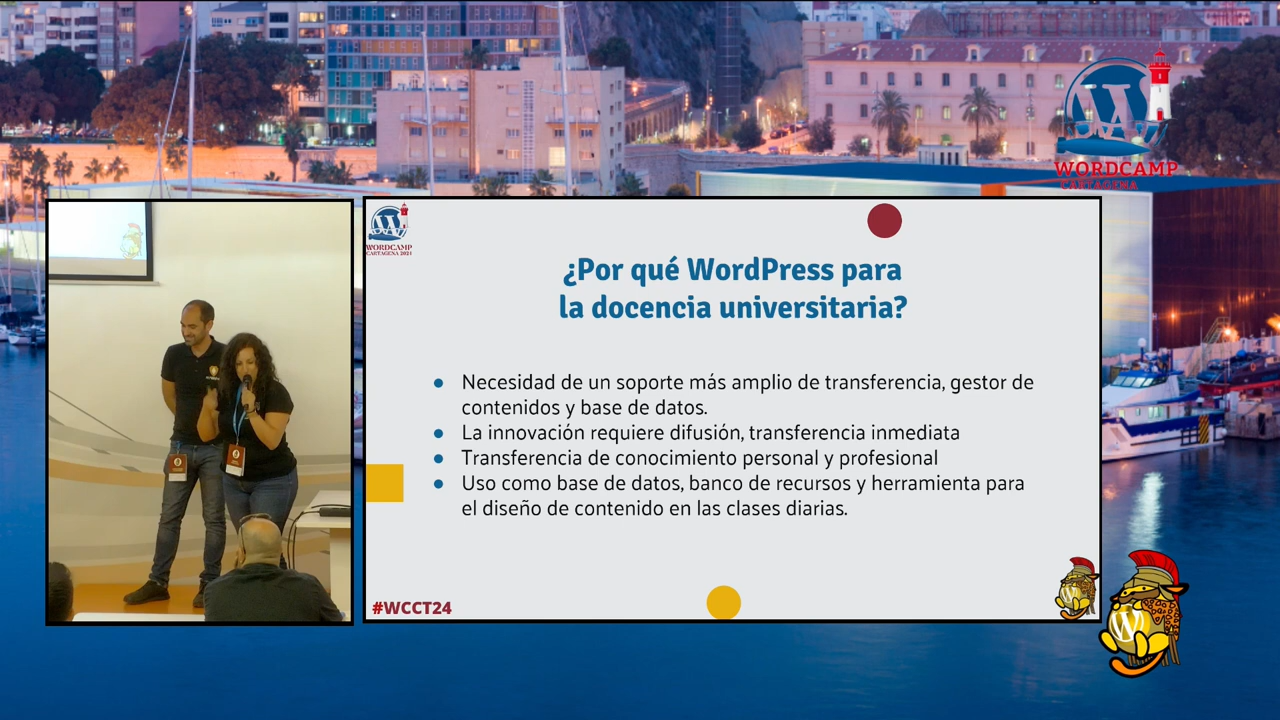 WORDCAMP
CARTAGENA
WORDCAMP
CARTAGENA 2024
¿Por qué WordPress para
la docencia universitaria?
● Necesidad de un soporte más amplio de transferencia, gestor de
contenidos y base de datos.
● La innovación requiere difusión, transferencia inmediata
● Transferencia de conocimiento personal y profesional
● Uso como base de datos, banco de recursos y herramienta para
el diseño de contenido en las clases diarias.
#WCCT24